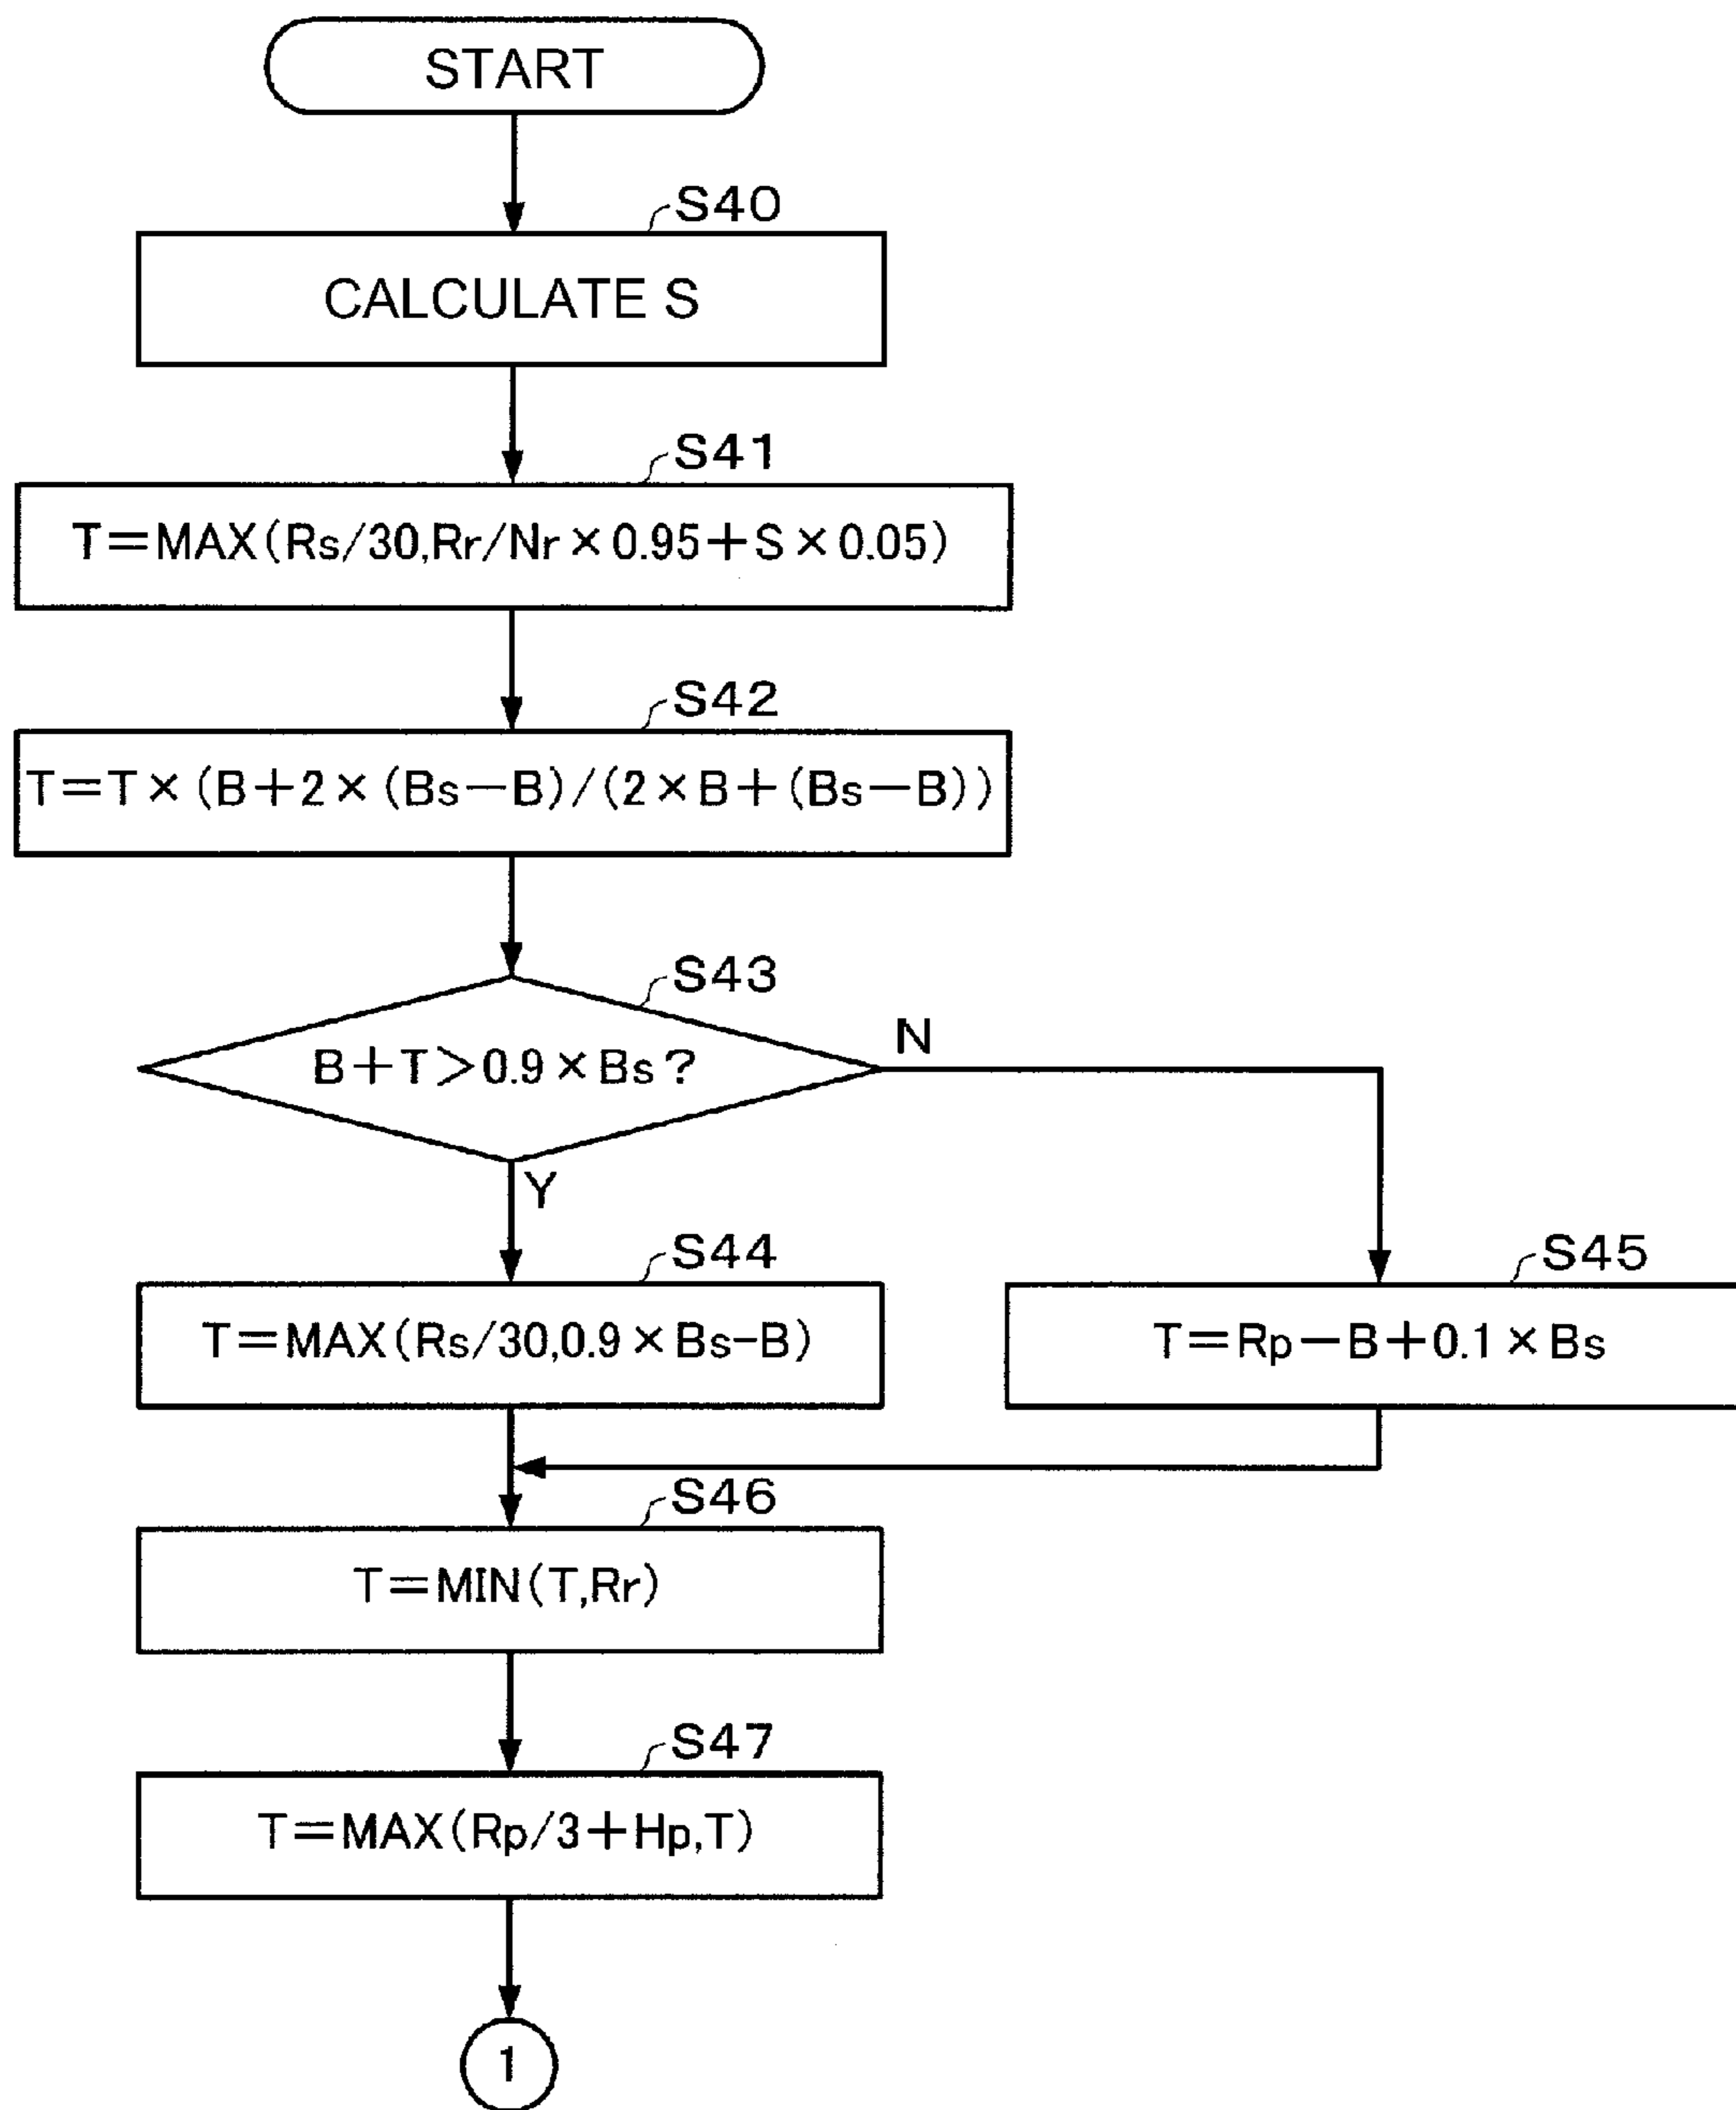 START
S40
CALCULATE S
S41
T=MAX(Rs/30,Rr/Nr×0.95+S×0.05)
S42
T=T×(B+2×(Bs−B)/(2×B+(Bs−B))
S43
B+T>0.9×Bs?
N
Y
S44
T=MAX(Rs/30,0.9×Bs-B)
S45
T=Rp−B+0.1×Bs
S46
T=MIN(T,Rr)
S47
T=MAX(Rp/3+Hp,T)
1